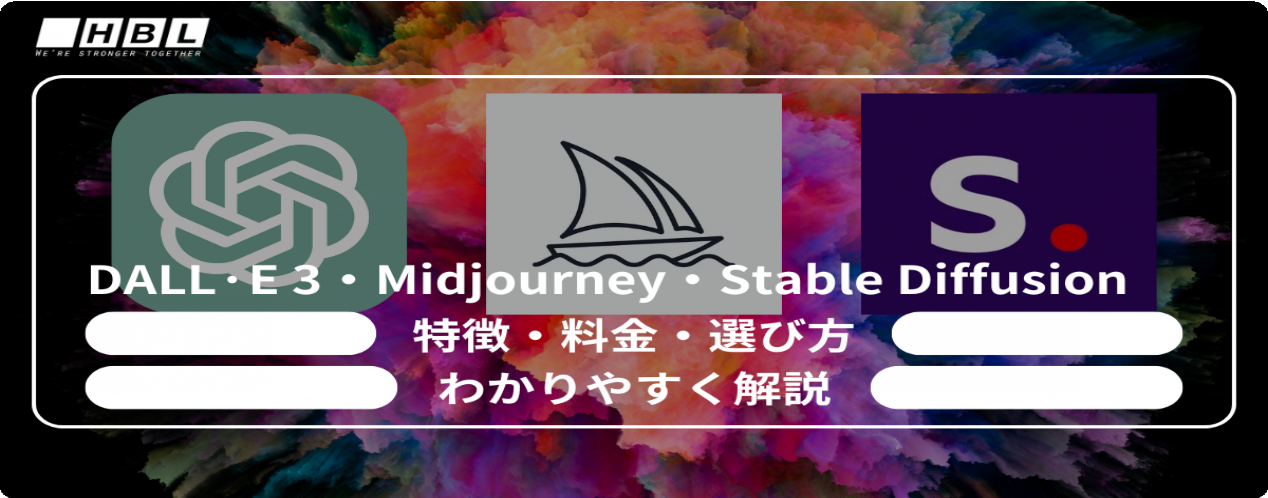 HBL
WE'RE STRONGER TOGETHER
S.
DALL·E 3・Midjourney・Stable Diffusion
特徴・料金・選び方
わかりやすく解説